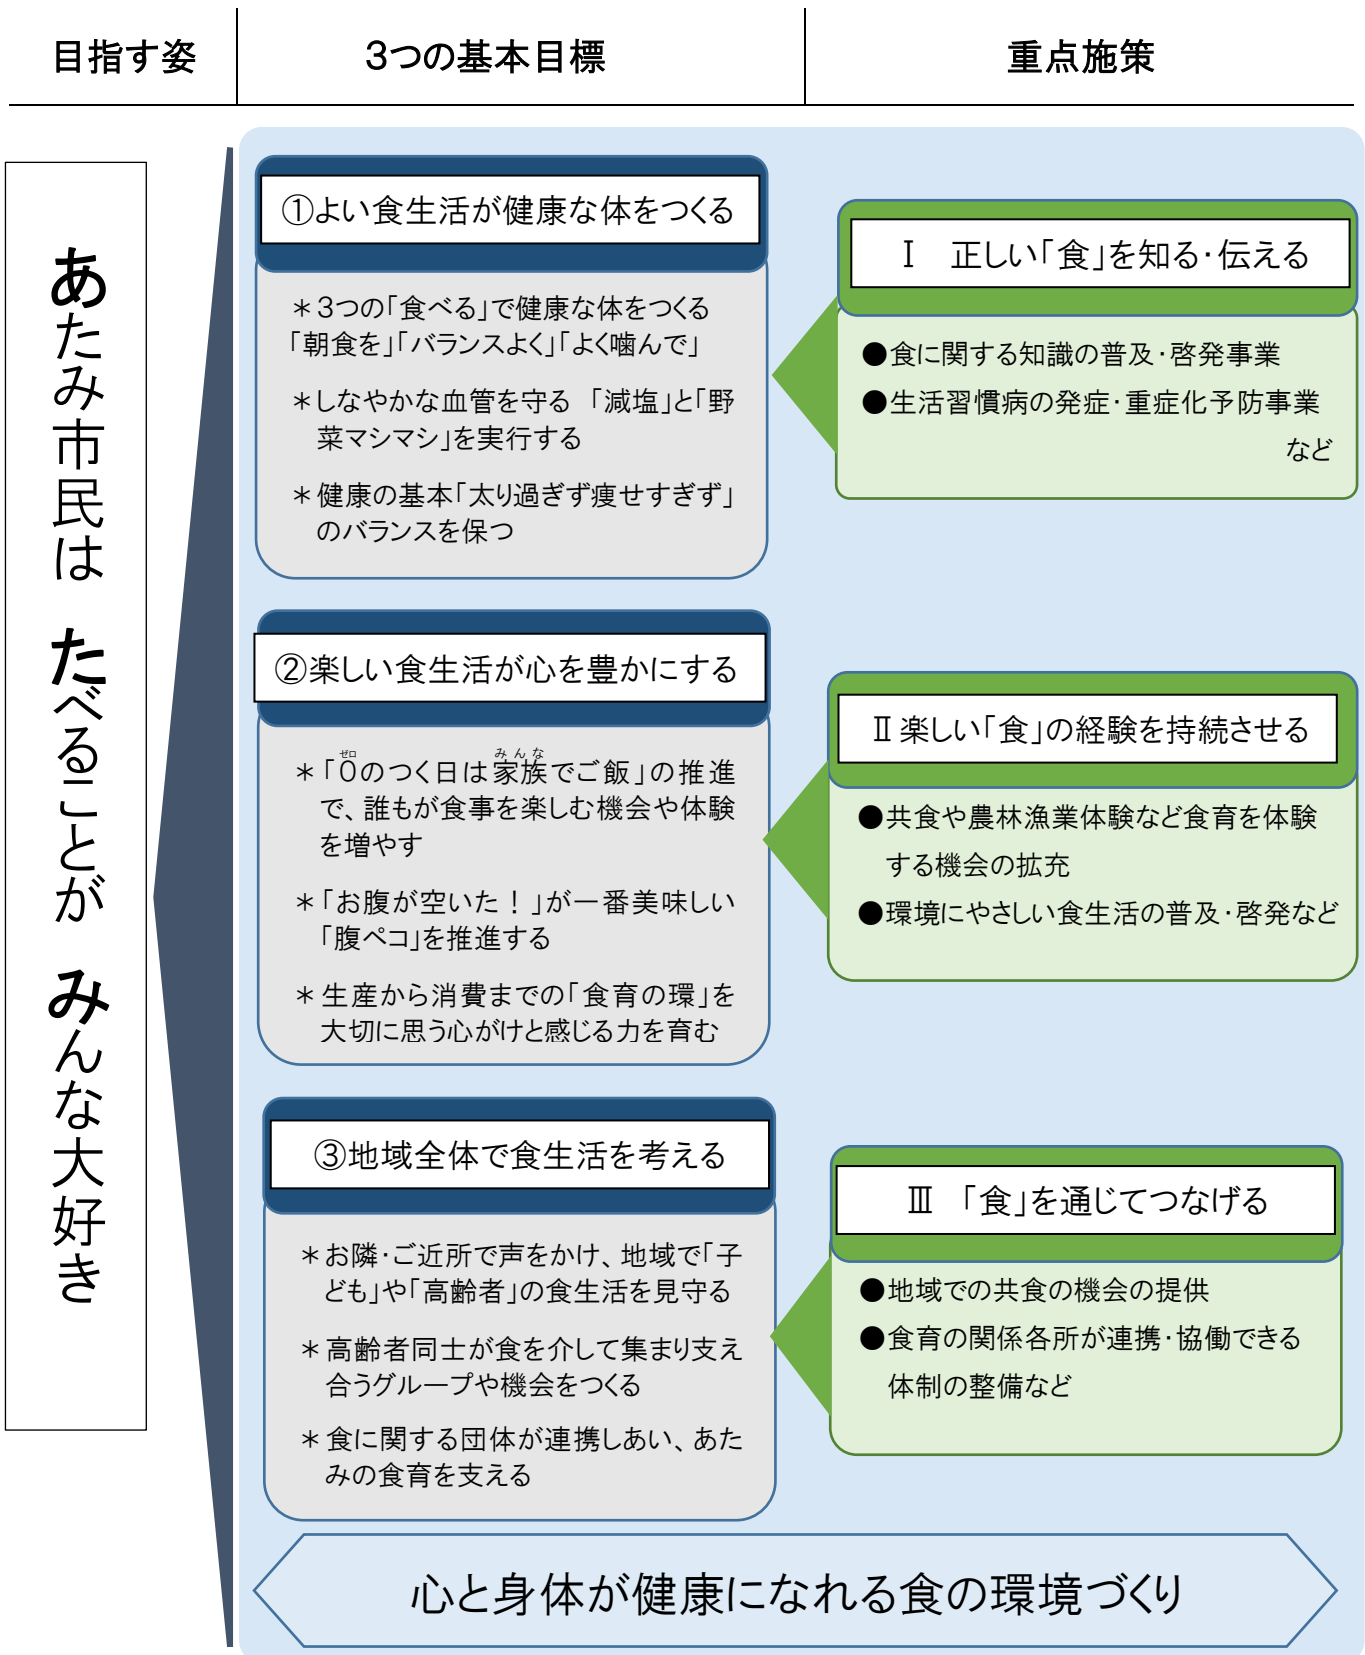 目指す姿
3つの基本目標
重点施策
あたみ市民は　たべることが　みんな大好き
①よい食生活が健康な体をつくる
＊3つの「食べる」で健康な体をつくる
「朝食を」「バランスよく」「よく噛んで」
＊しなやかな血管を守る　「減塩」と「野
菜マシマシ」を実行する
＊健康の基本「太り過ぎず痩せすぎず」
のバランスを保つ
Ⅰ　正しい「食」を知る・伝える
●食に関する知識の普及・啓発事業
●生活習慣病の発症・重症化予防事業
など
②楽しい食生活が心を豊かにする
ゼロ　みんな
＊「0のつく日は家族でご飯」の推進
で、誰もが食事を楽しむ機会や体験
を増やす
＊「お腹が空いた！」が一番美味しい
「腹ペコ」を推進する
＊生産から消費までの「食育の環」を
大切に思う心がけと感じる力を育む
Ⅱ楽しい「食」の経験を持続させる
●共食や農林漁業体験など食育を体験
する機会の拡充
●環境にやさしい食生活の普及・啓発など
③地域全体で食生活を考える
＊お隣・ご近所で声をかけ、地域で「子
ども」や「高齢者」の食生活を見守る
＊高齢者同士が食を介して集まり支え
合うグループや機会をつくる
＊食に関する団体が連携しあい、あた
みの食育を支える
Ⅲ　「食」を通じてつなげる
●地域での共食の機会の提供
●食育の関係各所が連携・協働できる
体制の整備など
心と身体が健康になれる食の環境づくり